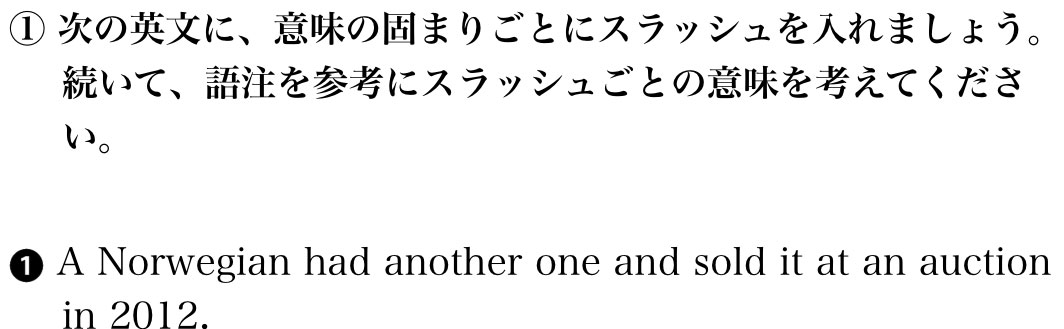 ① 次の英文に、意味の固まりごとにスラッシュを入れましょう。
続いて、語注を参考にスラッシュごとの意味を考えてくださ
い。
❶ A Norwegian had another one and sold it at an auction
in 2012.